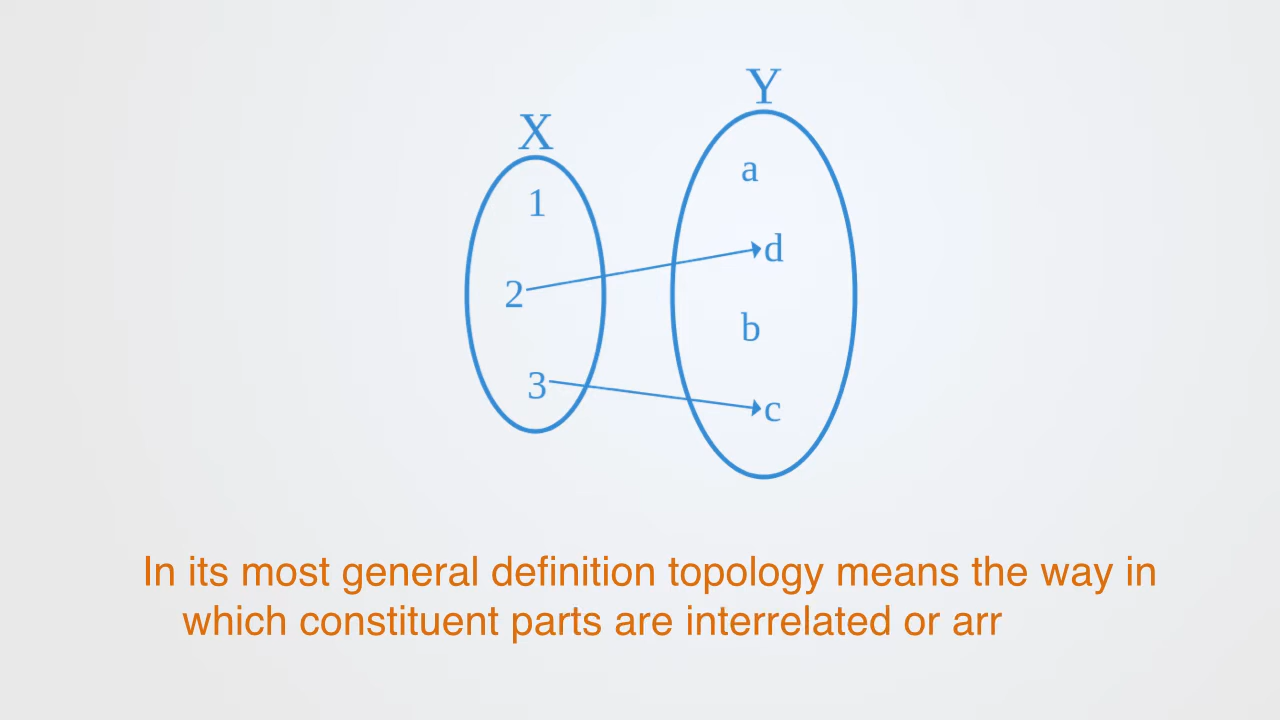 Y
X
a
1
d
2
b
3
c
In its most general definition topology means the way in
which constituent parts are interrelated or arr